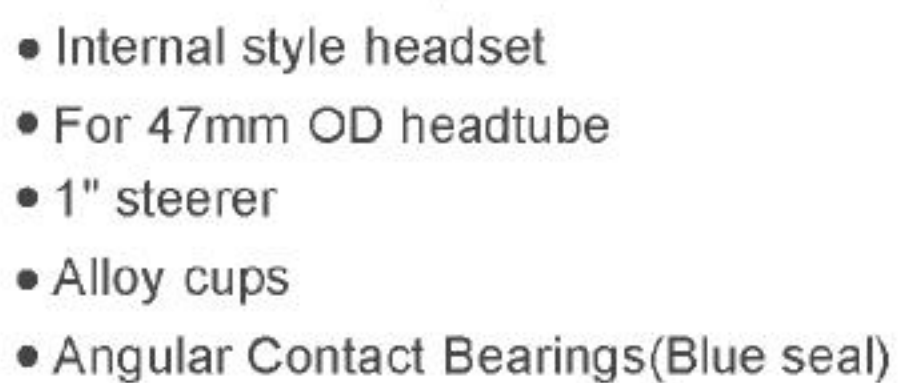 • Internal style headset
• For 47mm OD headtube
• 1" steerer
• Alloy cups
• Angular Contact Bearings(Blue seal)